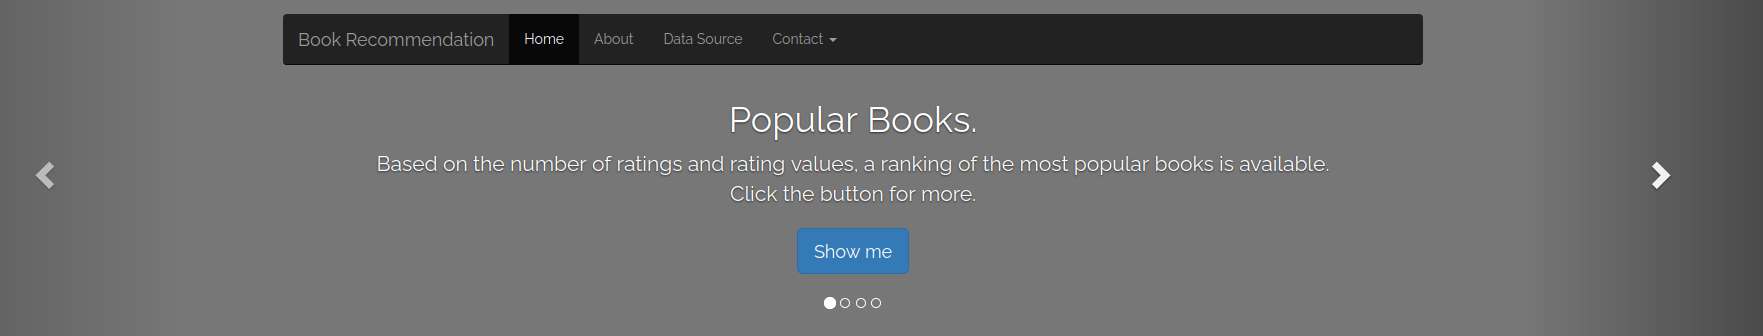 Book Recommendation Home About Data Source Contact
Popular Books.
Based on the number of ratings and rating values, a ranking of the most popular books is available.
Click the button for more.
Show me